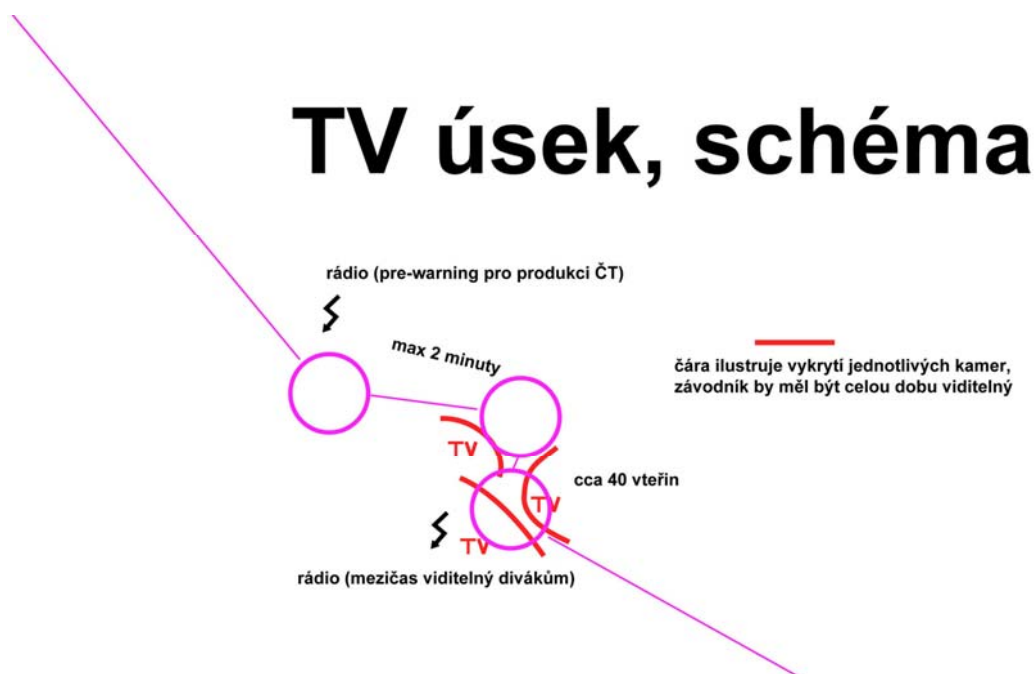 TV úsek, schéma
rádio (pre-warning pro produkci ČT)
max 2 minuty
čára ilustruje vykrytí jednotlivých kamer,
závodník by měl být celou dobu viditelný
TV
cca 40 vteřin
TV
TV
rádio (mezičas viditelný divákům)